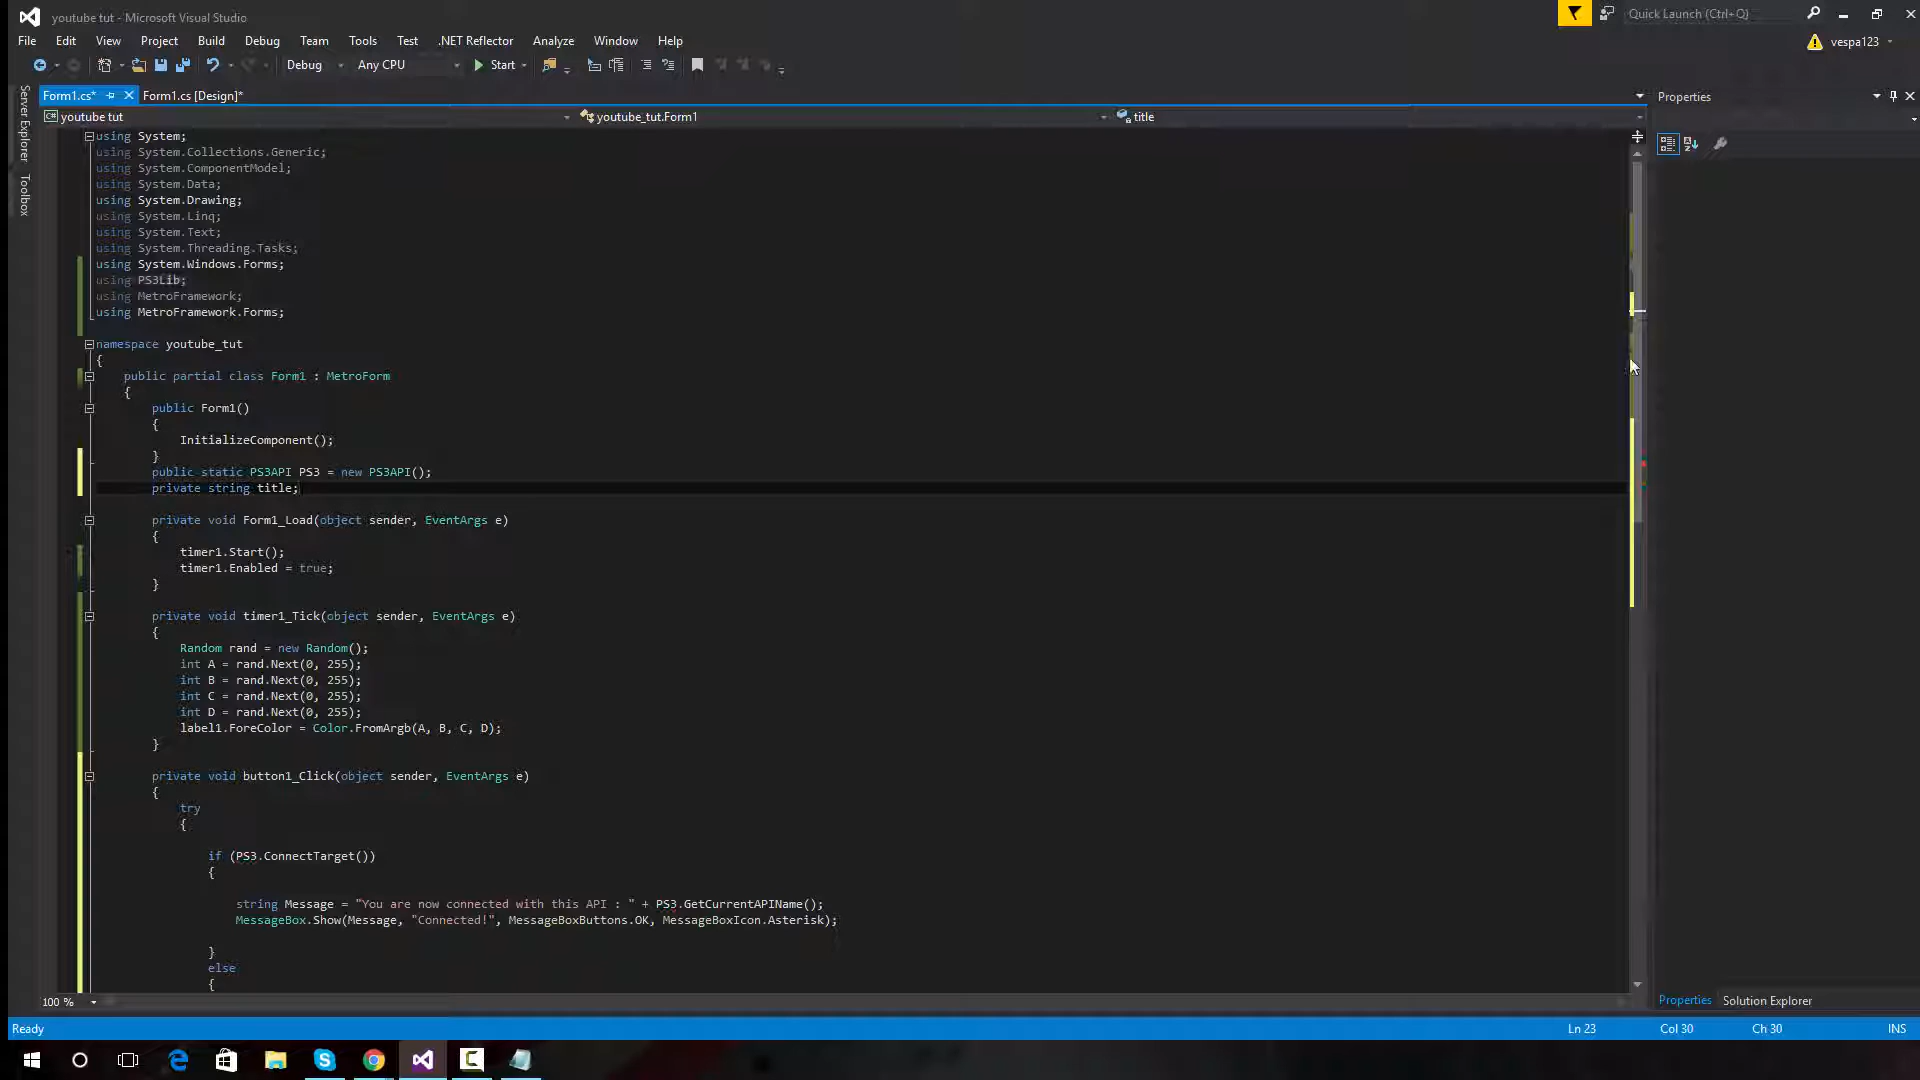 youtube tut - Microsoft Visual Studio
Quick Launch (Ctrl+Q)
File Edit View Project Build Debug Team Tools Test .NET Reflector Analyze Window Help
vespa123
Debug Any CPU Start
Form1.cs* Form1.cs [Design]*
Properties
youtube tut youtube_tut.Form1 title
Server Explorer
Toolbox
using System;
using System.Collections.Generic;
using System.ComponentModel;
using System.Data;
using System.Drawing;
using System.Linq;
using System.Text;
using System.Threading.Tasks;
using System.Windows.Forms;
using PS3Lib;
using MetroFramework;
using MetroFramework.Forms;
namespace youtube_tut
{
public partial class Form1 : MetroForm
{
public Form1()
{
InitializeComponent();
}
public static PS3API PS3 = new PS3API();
private string title;
private void Form1_Load(object sender, EventArgs e)
{
timer1.Start();
timer1.Enabled = true;
}
private void timer1_Tick(object sender, EventArgs e)
{
Random rand = new Random();
int A = rand.Next(0, 255);
int B = rand.Next(0, 255);
int C = rand.Next(0, 255);
int D = rand.Next(0, 255);
label1.ForeColor = Color.FromArgb(A, B, C, D);
}
private void button1_Click(object sender, EventArgs e)
{
try
{
if (PS3.ConnectTarget())
{
string Message = "You are now connected with this API : " + PS3.GetCurrentAPIName();
MessageBox.Show(Message, "Connected!", MessageBoxButtons.OK, MessageBoxIcon.Asterisk);
}
else
{
100 %
Properties Solution Explorer
Ready Ln 23 Col 30 Ch 30 INS